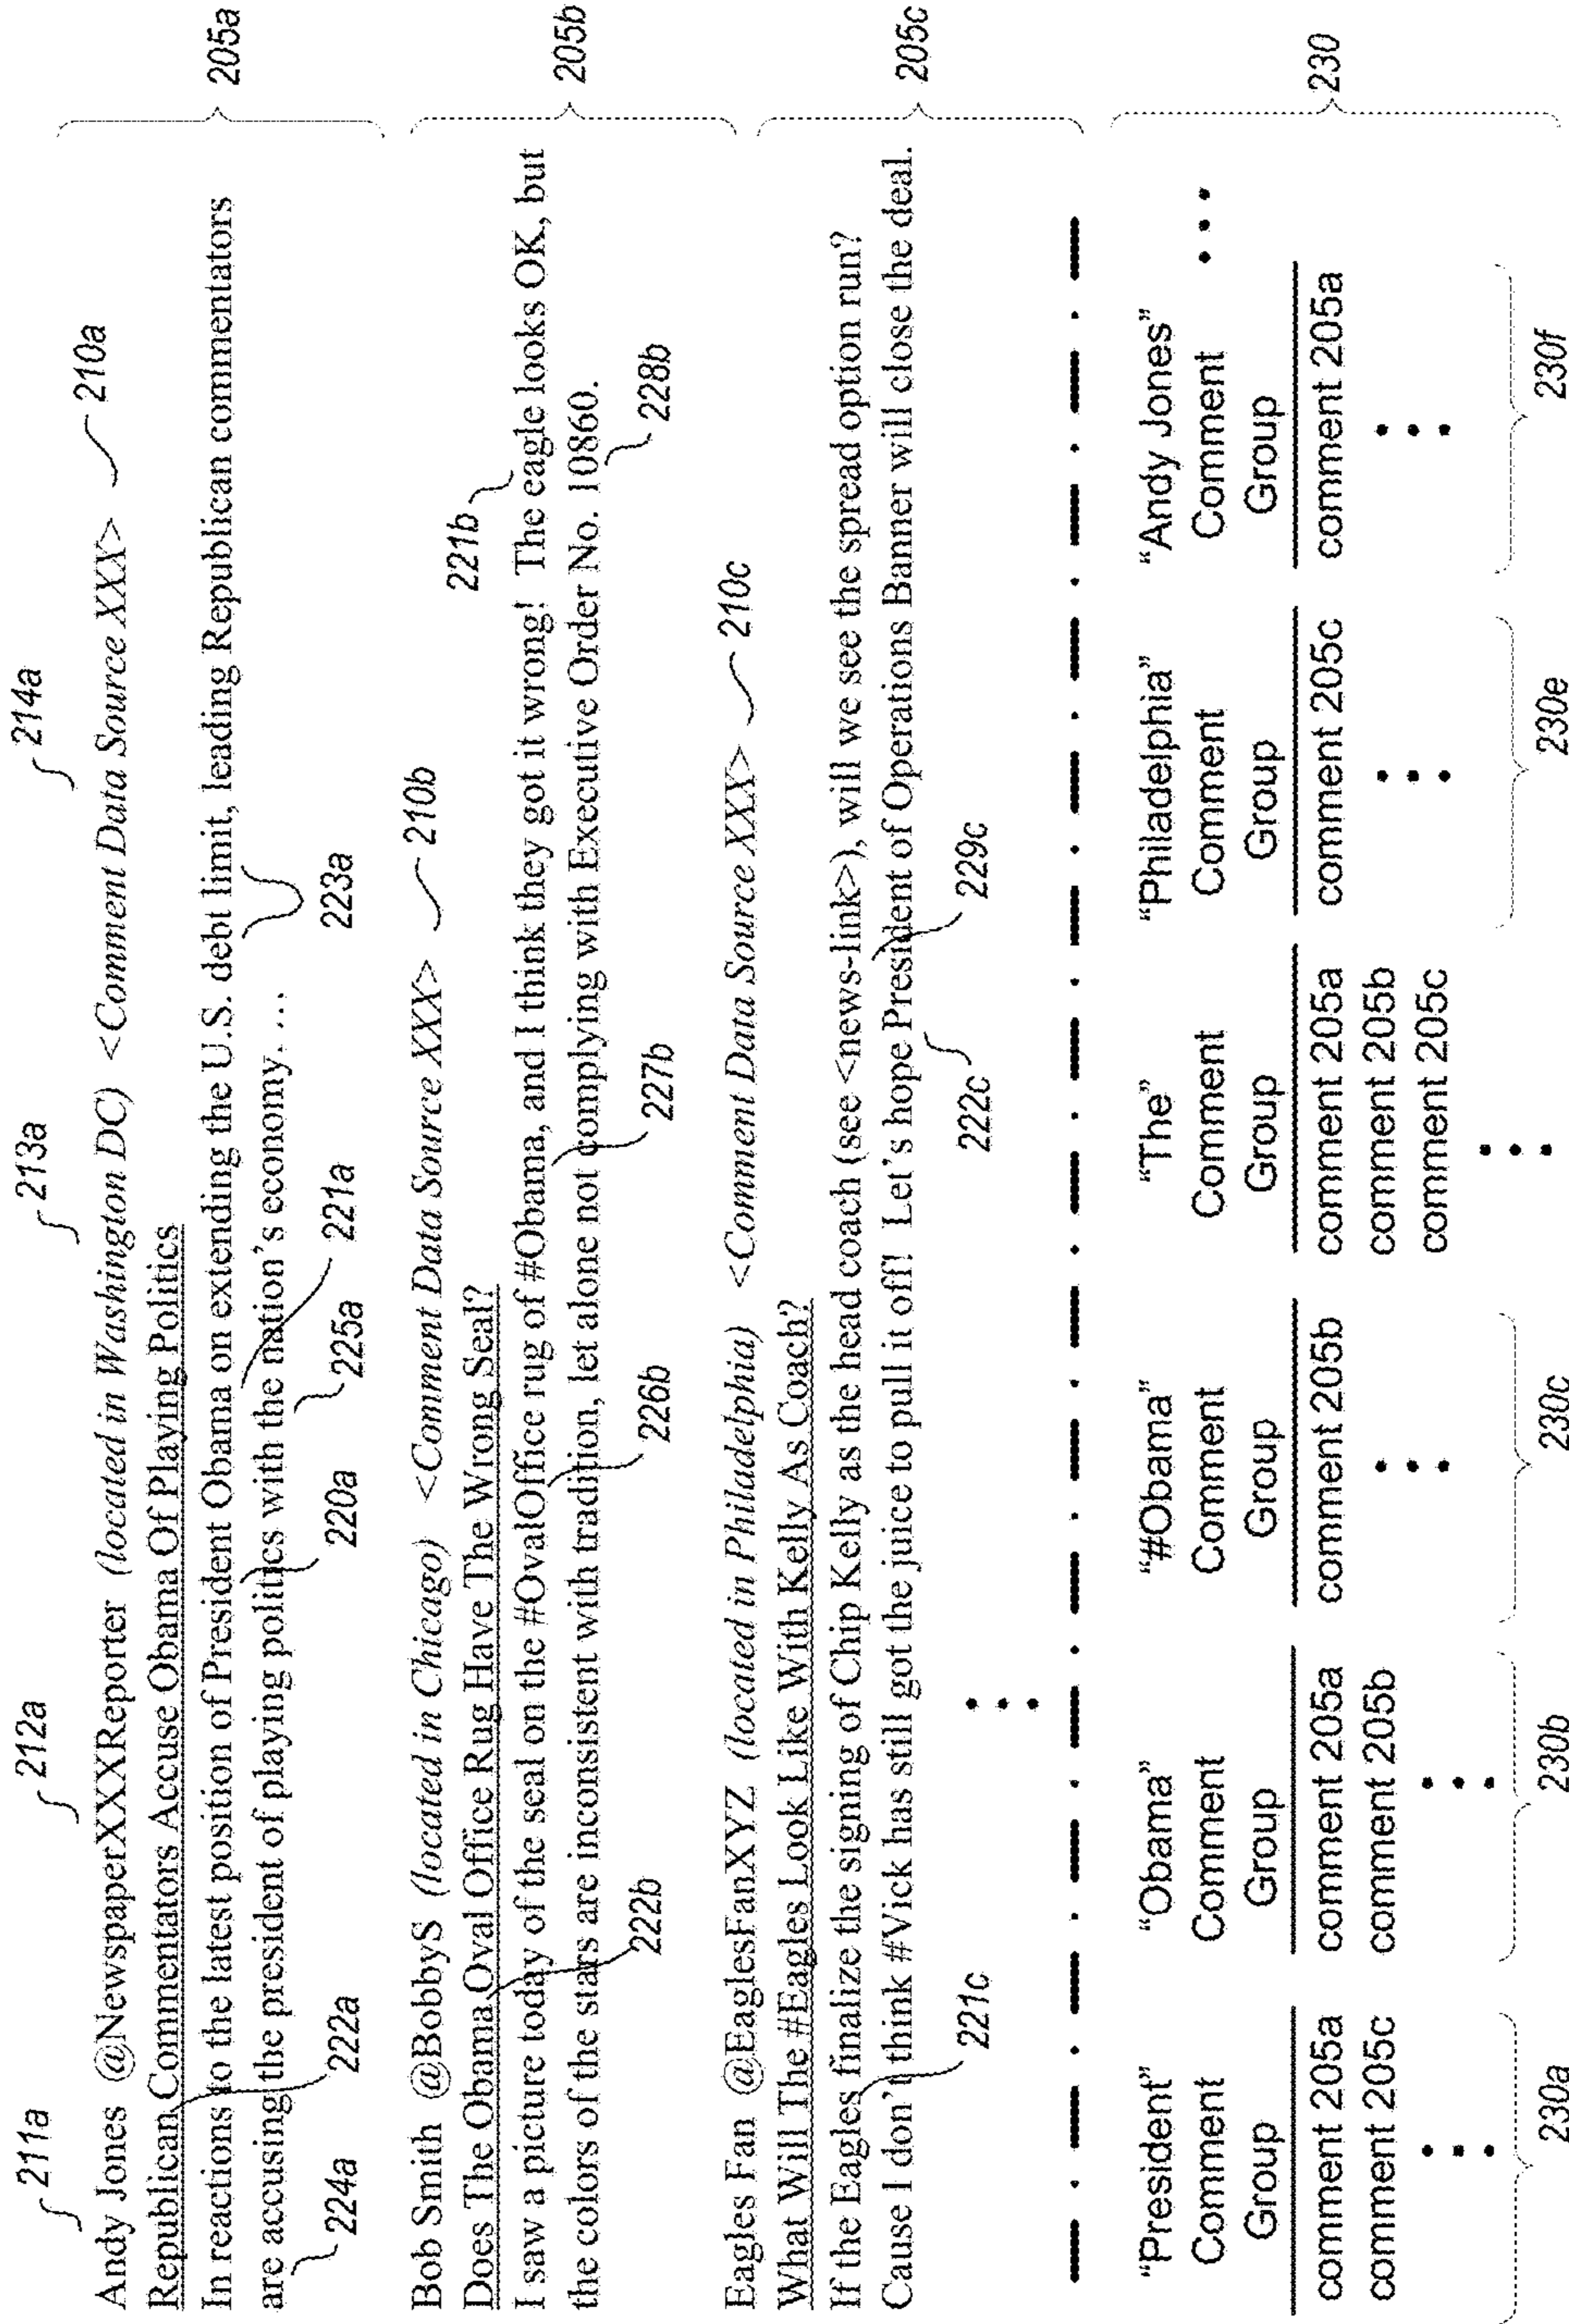 211a 212a 213a 214a
Andy Jones @NewspaperXXXReporter (located in Washington DC) <Comment Data Source XXX> 210a
Republican Commentators Accuse Obama Of Playing Politics
In reactions to the latest position of President Obama on extending the U.S. debt limit, leading Republican commentators
are accusing the president of playing politics with the nation's economy. ...
224a 222a 220a 225a 221a 223a
205a
Bob Smith @BobbyS (located in Chicago) <Comment Data Source XXX> 210b
Does The Obama Oval Office Rug Have The Wrong Seal?
221b
I saw a picture today of the seal on the #OvalOffice rug of #Obama, and I think they got it wrong! The eagle looks OK, but
the colors of the stars are inconsistent with tradition, let alone not complying with Executive Order No. 10860.
222b 226b 227b 228b
205b
Eagles Fan @EaglesFanXYZ (located in Philadelphia) <Comment Data Source XXX> 210c
What Will The #Eagles Look Like With Kelly As Coach?
If the Eagles finalize the signing of Chip Kelly as the head coach (see <news-link>), will we see the spread option run?
Cause I don't think #Vick has still got the juice to pull it off! Let's hope President of Operations Banner will close the deal.
221c 222c 229c
205c
"President" "Obama" "#Obama" "The" "Philadelphia" "Andy Jones"
Comment Comment Comment Comment Comment Comment ...
Group Group Group Group Group Group
comment 205a comment 205a comment 205b comment 205a comment 205c comment 205a
comment 205c comment 205b comment 205b
comment 205c
230a 230b 230c 230e 230f
230